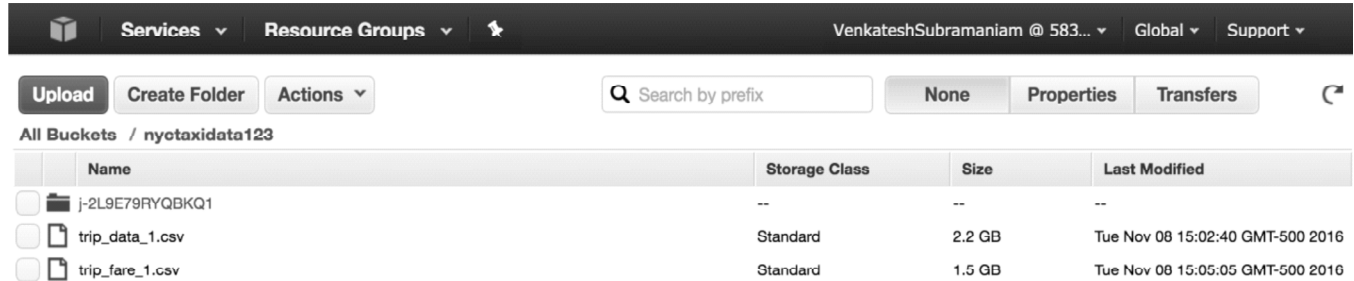 Services Resource Groups VenkateshSubramaniam @ 583... Global Support
Upload Create Folder Actions Search by prefix None Properties Transfers
All Buckets / nyctaxidata123
Name Storage Class Size Last Modified
j-2L9E79RYQBKQ1 -- -- --
trip_data_1.csv Standard 2.2 GB Tue Nov 08 15:02:40 GMT-500 2016
trip_fare_1.csv Standard 1.5 GB Tue Nov 08 15:05:05 GMT-500 2016